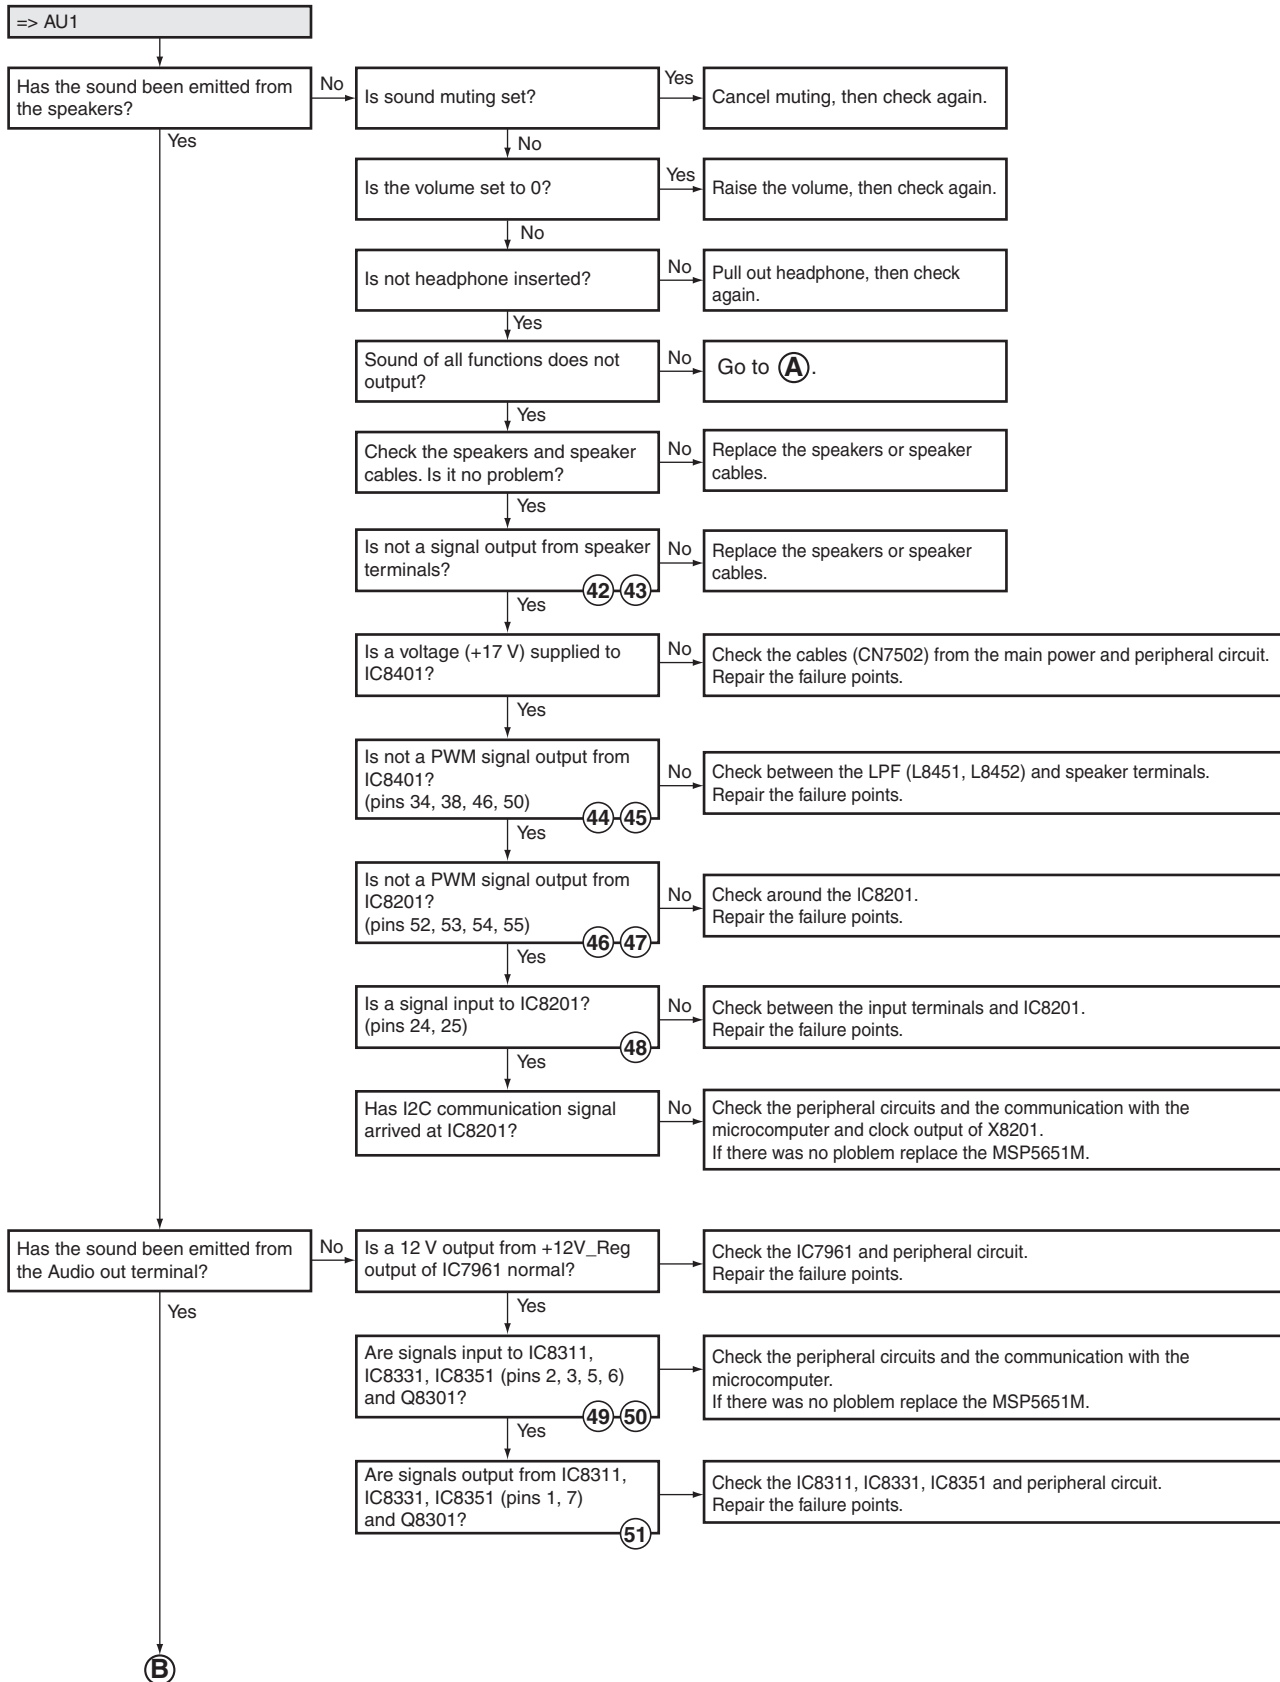 => AU1
Has the sound been emitted from
the speakers?
No
Is sound muting set?
Yes
Cancel muting, then check again.
Yes
No
Is the volume set to 0?
Yes
Raise the volume, then check again.
No
Is not headphone inserted?
No
Pull out headphone, then check
again.
Yes
Sound of all functions does not
output?
No
Go to A.
Yes
Check the speakers and speaker
cables. Is it no problem?
No
Replace the speakers or speaker
cables.
Yes
Is not a signal output from speaker
terminals?
42 43
No
Replace the speakers or speaker
cables.
Yes
Is a voltage (+17 V) supplied to
IC8401?
No
Check the cables (CN7502) from the main power and peripheral circuit.
Repair the failure points.
Yes
Is not a PWM signal output from
IC8401?
(pins 34, 38, 46, 50)
44 45
No
Check between the LPF (L8451, L8452) and speaker terminals.
Repair the failure points.
Yes
Is not a PWM signal output from
IC8201?
(pins 52, 53, 54, 55)
46 47
No
Check around the IC8201.
Repair the failure points.
Yes
Is a signal input to IC8201?
(pins 24, 25)
48
No
Check between the input terminals and IC8201.
Repair the failure points.
Yes
Has I2C communication signal
arrived at IC8201?
No
Check the peripheral circuits and the communication with the
microcomputer and clock output of X8201.
If there was no ploblem replace the MSP5651M.
Has the sound been emitted from
the Audio out terminal?
No
Is a 12 V output from +12V_Reg
output of IC7961 normal?
Check the IC7961 and peripheral circuit.
Repair the failure points.
Yes
Yes
Are signals input to IC8311,
IC8331, IC8351 (pins 2, 3, 5, 6)
and Q8301?
49 50
Check the peripheral circuits and the communication with the
microcomputer.
If there was no ploblem replace the MSP5651M.
Yes
Are signals output from IC8311,
IC8331, IC8351 (pins 1, 7)
and Q8301?
51
Check the IC8311, IC8331, IC8351 and peripheral circuit.
Repair the failure points.
B